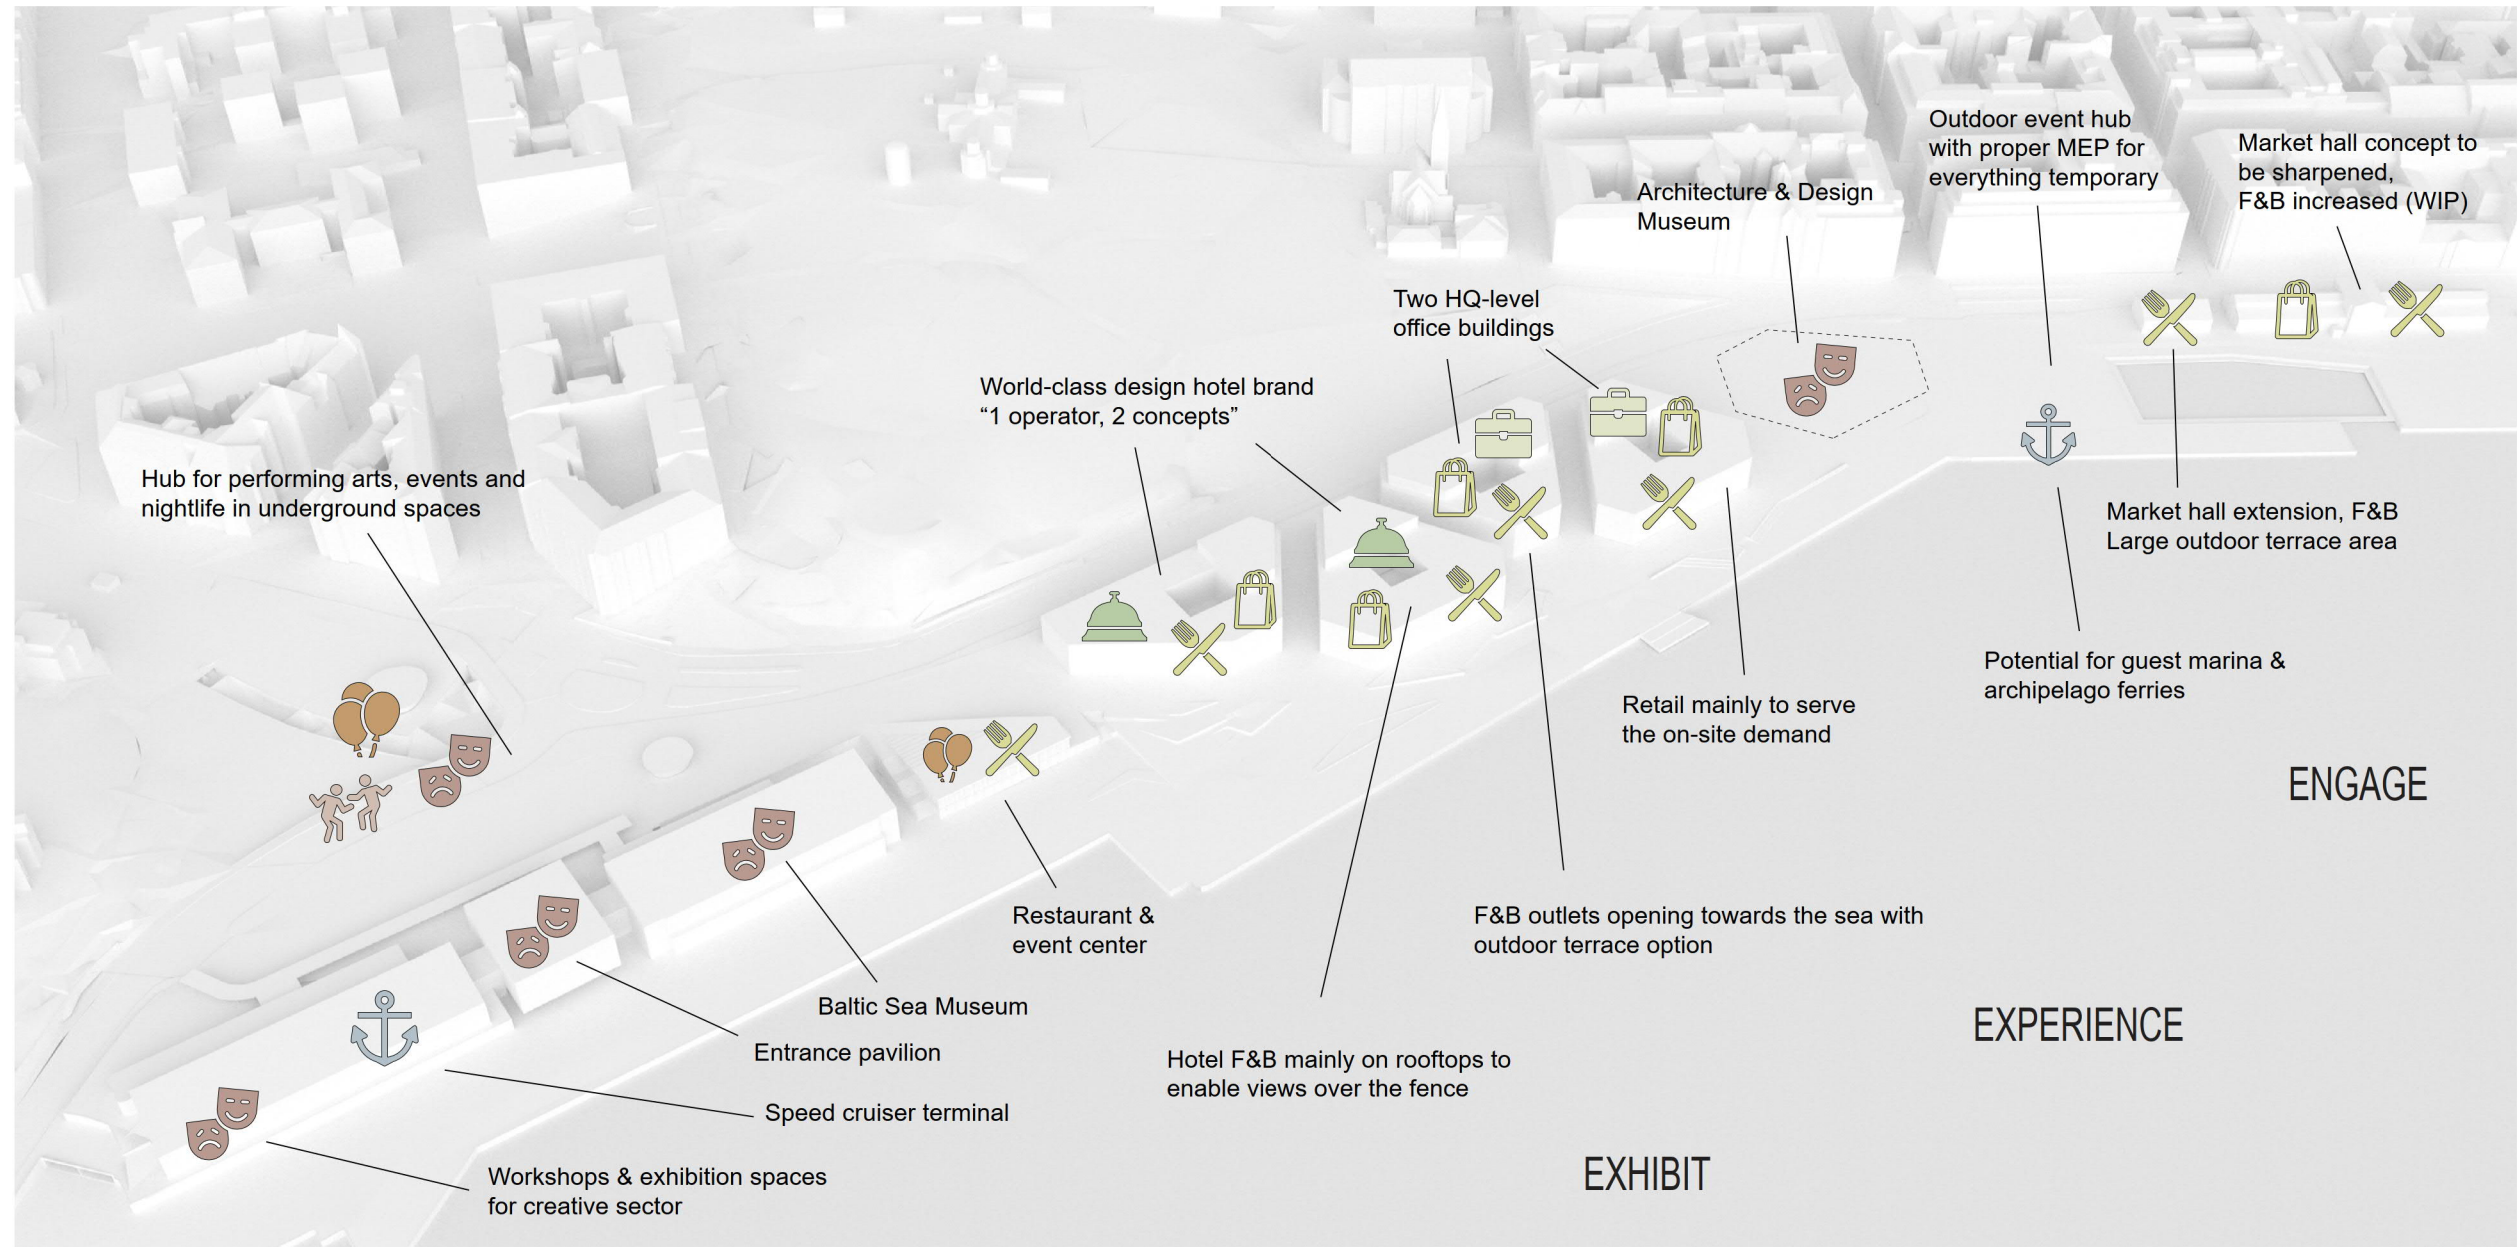 Outdoor event hub
with proper MEP for
everything temporary
Market hall concept to
be sharpened,
F&B increased (WIP)
Architecture & Design
Museum
Two HQ-level
office buildings
World-class design hotel brand
“1 operator, 2 concepts”
Hub for performing arts, events and
nightlife in underground spaces
Market hall extension, F&B
Large outdoor terrace area
Potential for guest marina &
archipelago ferries
Retail mainly to serve
the on-site demand
ENGAGE
Restaurant &
event center
F&B outlets opening towards the sea with
outdoor terrace option
Baltic Sea Museum
Entrance pavilion
EXPERIENCE
Hotel F&B mainly on rooftops to
enable views over the fence
Speed cruiser terminal
Workshops & exhibition spaces
for creative sector
EXHIBIT